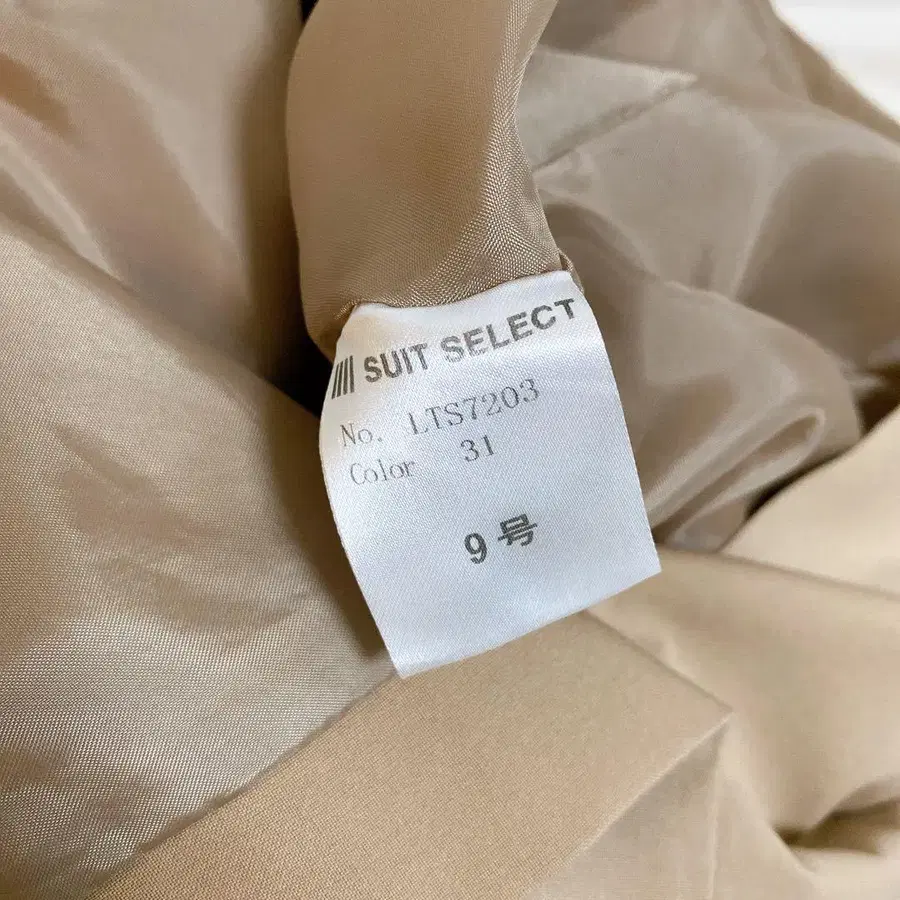 SUIT SELECT
No. LTS7203
Color 31
9号